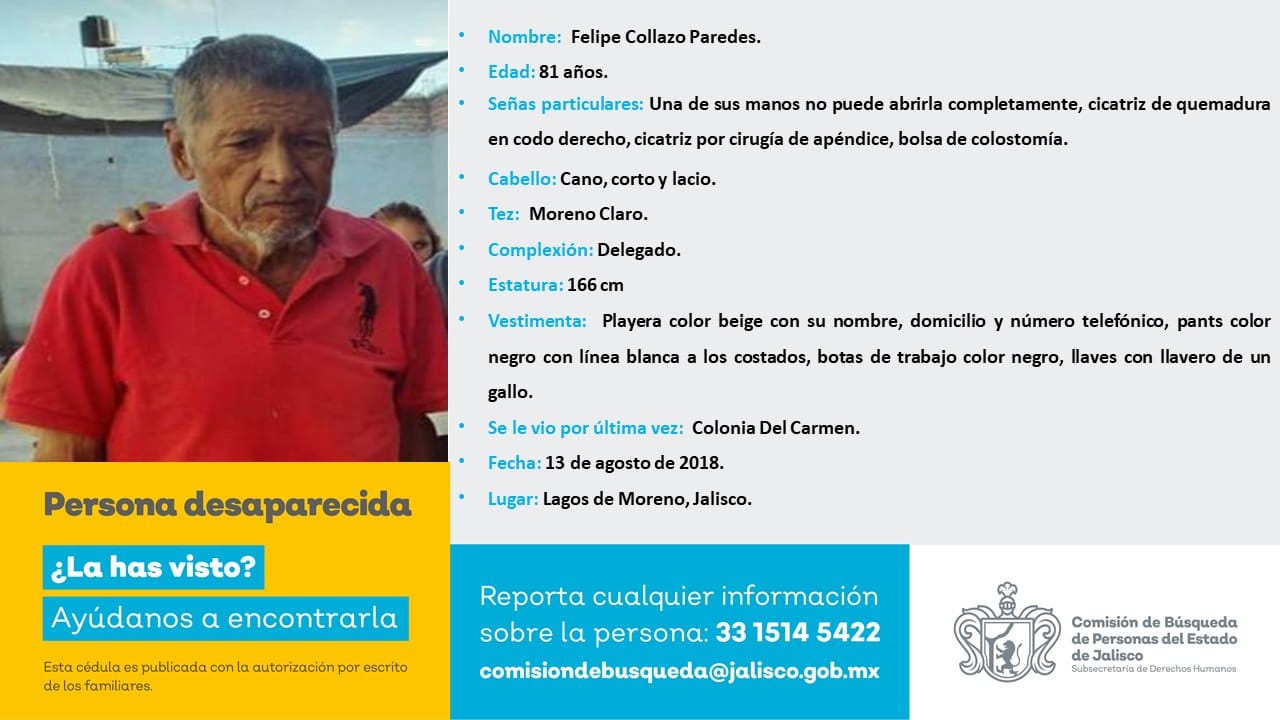 • Nombre: Felipe Collazo Paredes.
• Edad: 81 años.
• Señas particulares: Una de sus manos no puede abrirla completamente, cicatriz de quemadura
en codo derecho, cicatriz por cirugía de apéndice, bolsa de colostomía.
• Cabello: Cano, corto y lacio.
• Tez: Moreno Claro.
• Complexión: Delegado.
• Estatura: 166 cm
• Vestimenta: Playera color beige con su nombre, domicilio y número telefónico, pants color
negro con línea blanca a los costados, botas de trabajo color negro, llaves con llavero de un
gallo.
• Se le vio por última vez: Colonia Del Carmen.
• Fecha: 13 de agosto de 2018.
• Lugar: Lagos de Moreno, Jalisco.
Persona desaparecida
¿La has visto?
Ayúdanos a encontrarla
Esta cédula es publicada con la autorización por escrito
de los familiares.
Reporta cualquier información
sobre la persona: 33 1514 5422
comisiondebusqueda@jalisco.gob.mx
Comisión de Búsqueda
de Personas del Estado
de Jalisco
Subsecretaría de Derechos Humanos